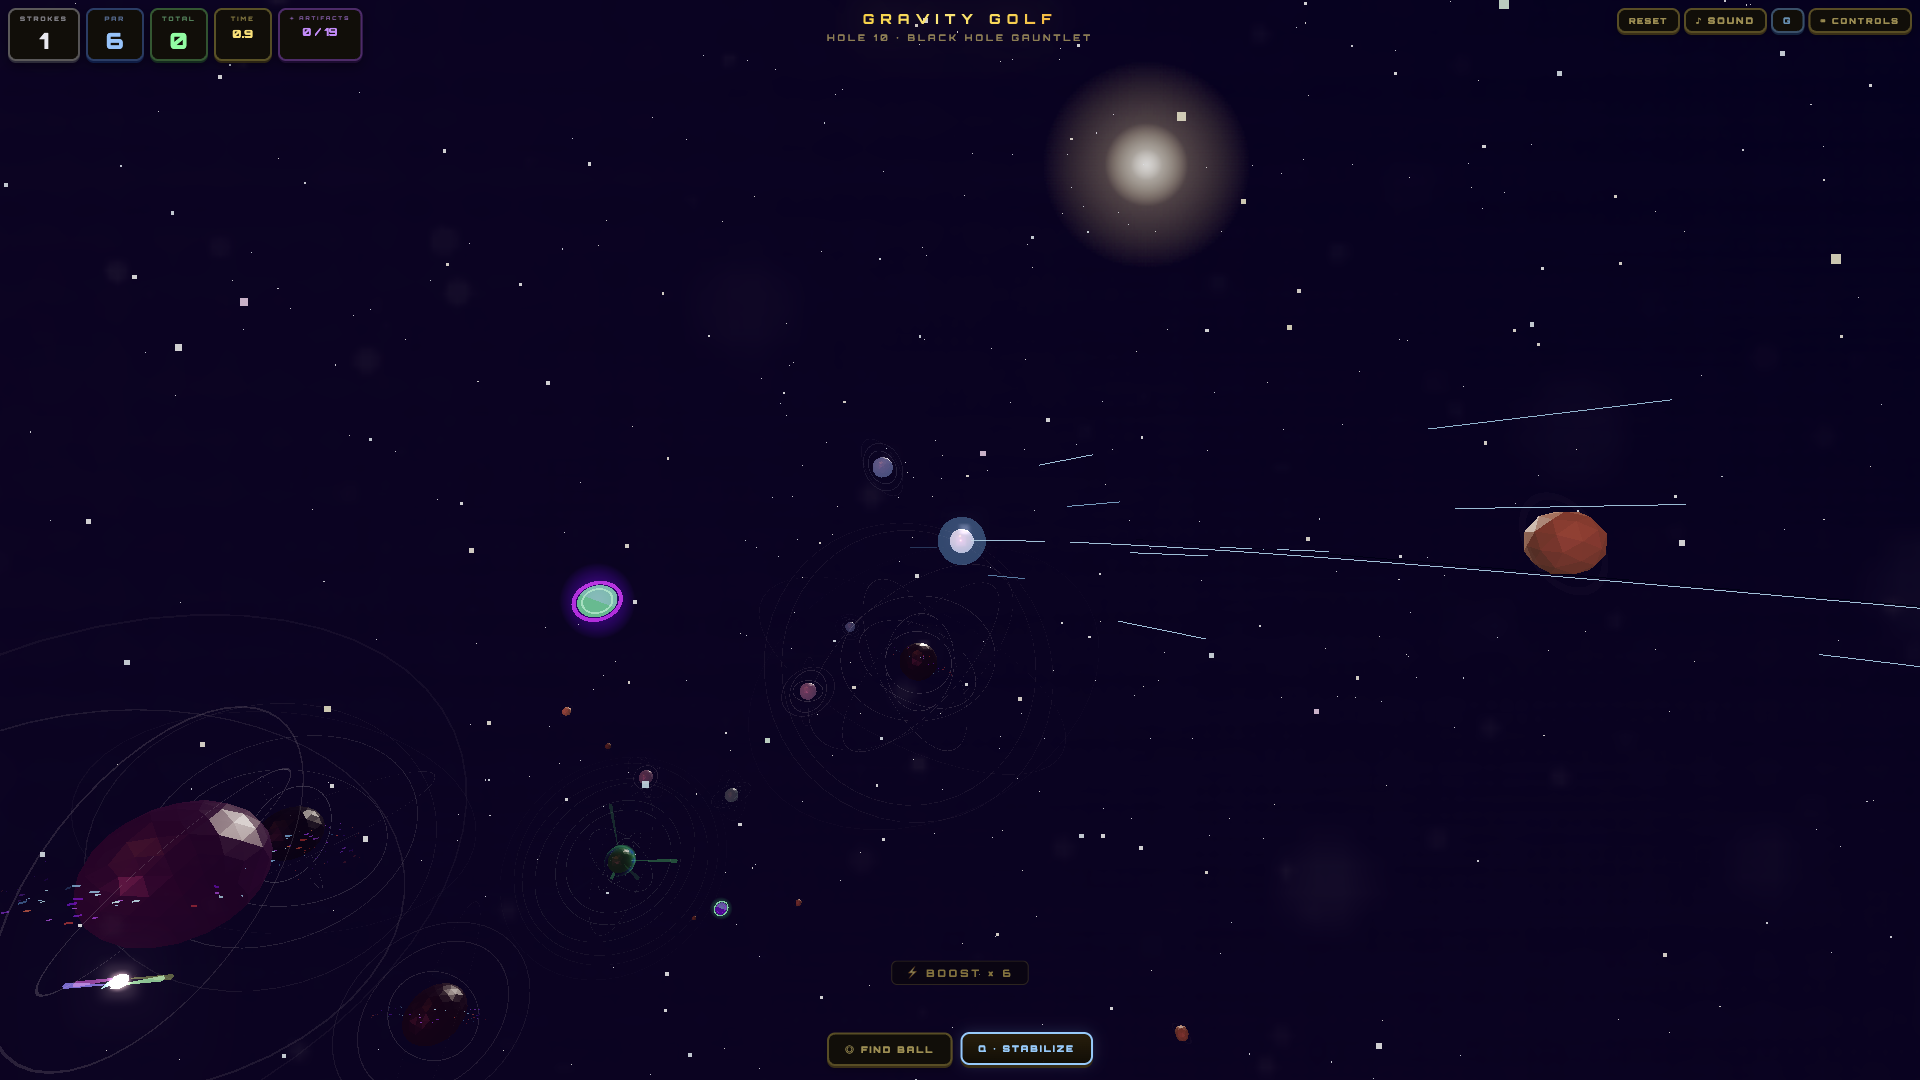 STROKES
1
PAR
6
TOTAL
0
TIME
0.9
ARTIFACTS
0 / 19
GRAVITY GOLF
HOLE 10 · BLACK HOLE GAUNTLET
RESET
♪ SOUND
G
CONTROLS
⚡ BOOST × 6
FIND BALL
Q · STABILIZE